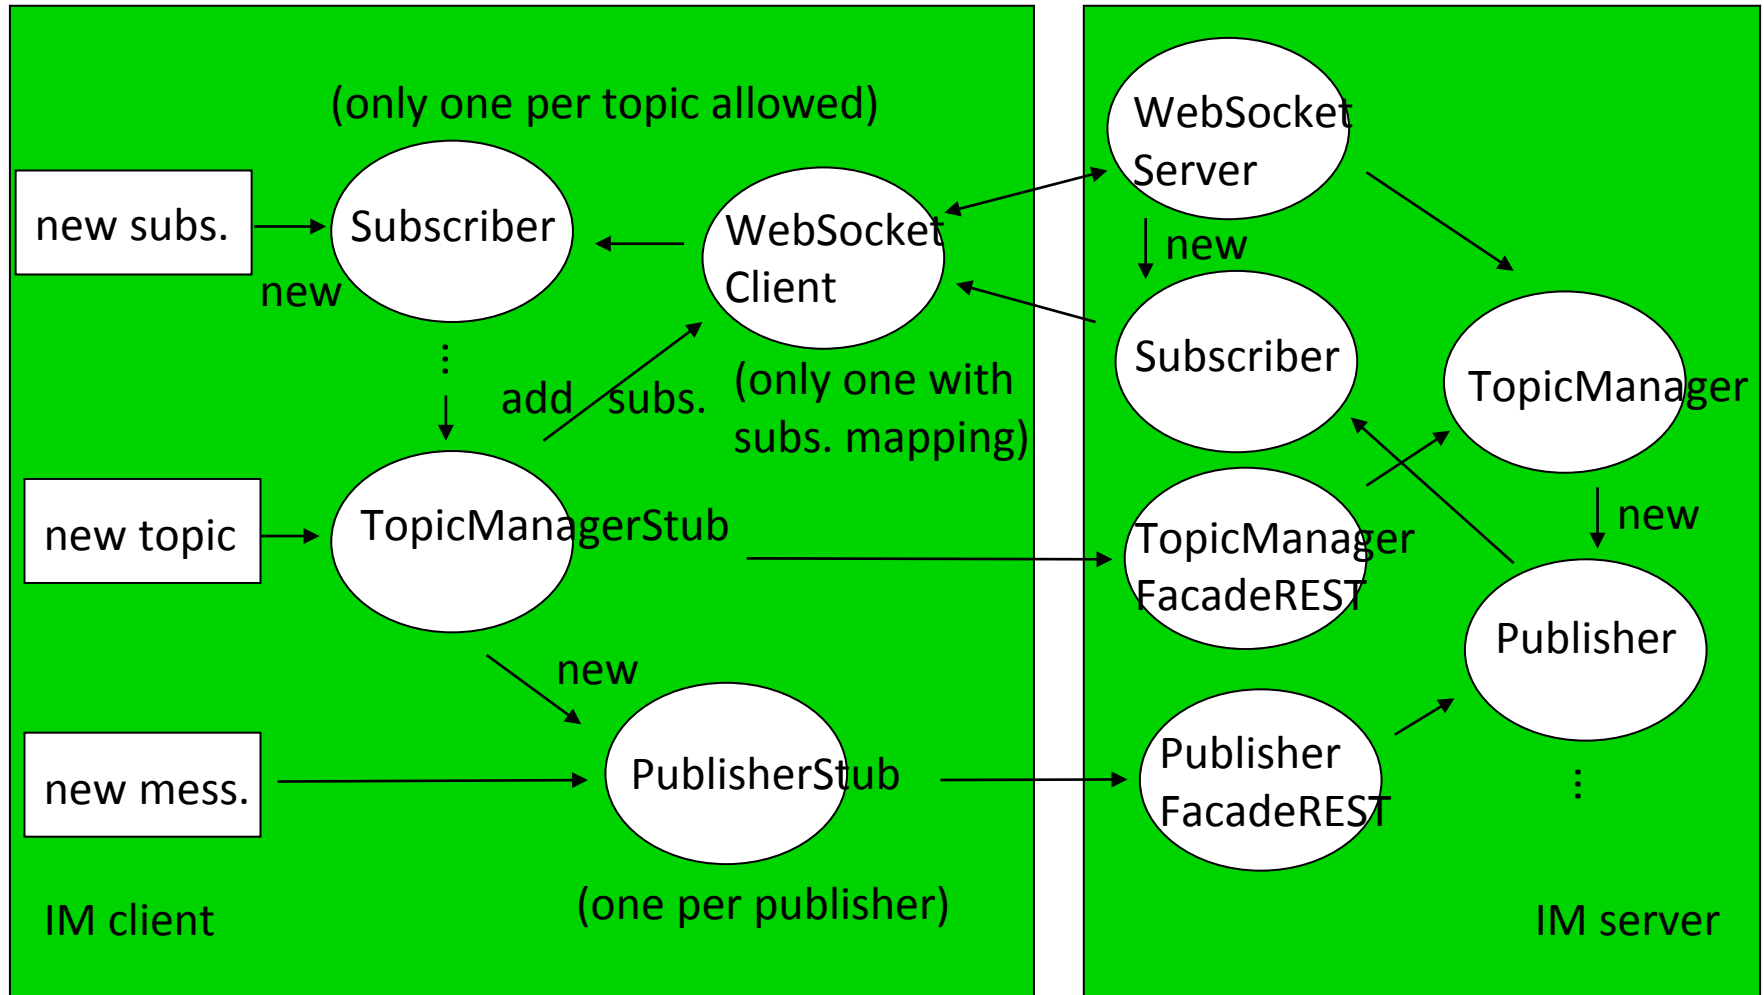 (only one per topic allowed)
new subs.
new
Subscriber
WebSocket
Client
(only one with
subs. mapping)
⋮
add subs.
new topic
TopicManagerStub
new
new mess.
PublisherStub
(one per publisher)
IM client
WebSocket
Server
new
Subscriber
TopicManager
new
TopicManager
FacadeREST
Publisher
Publisher
FacadeREST
⋮
IM server